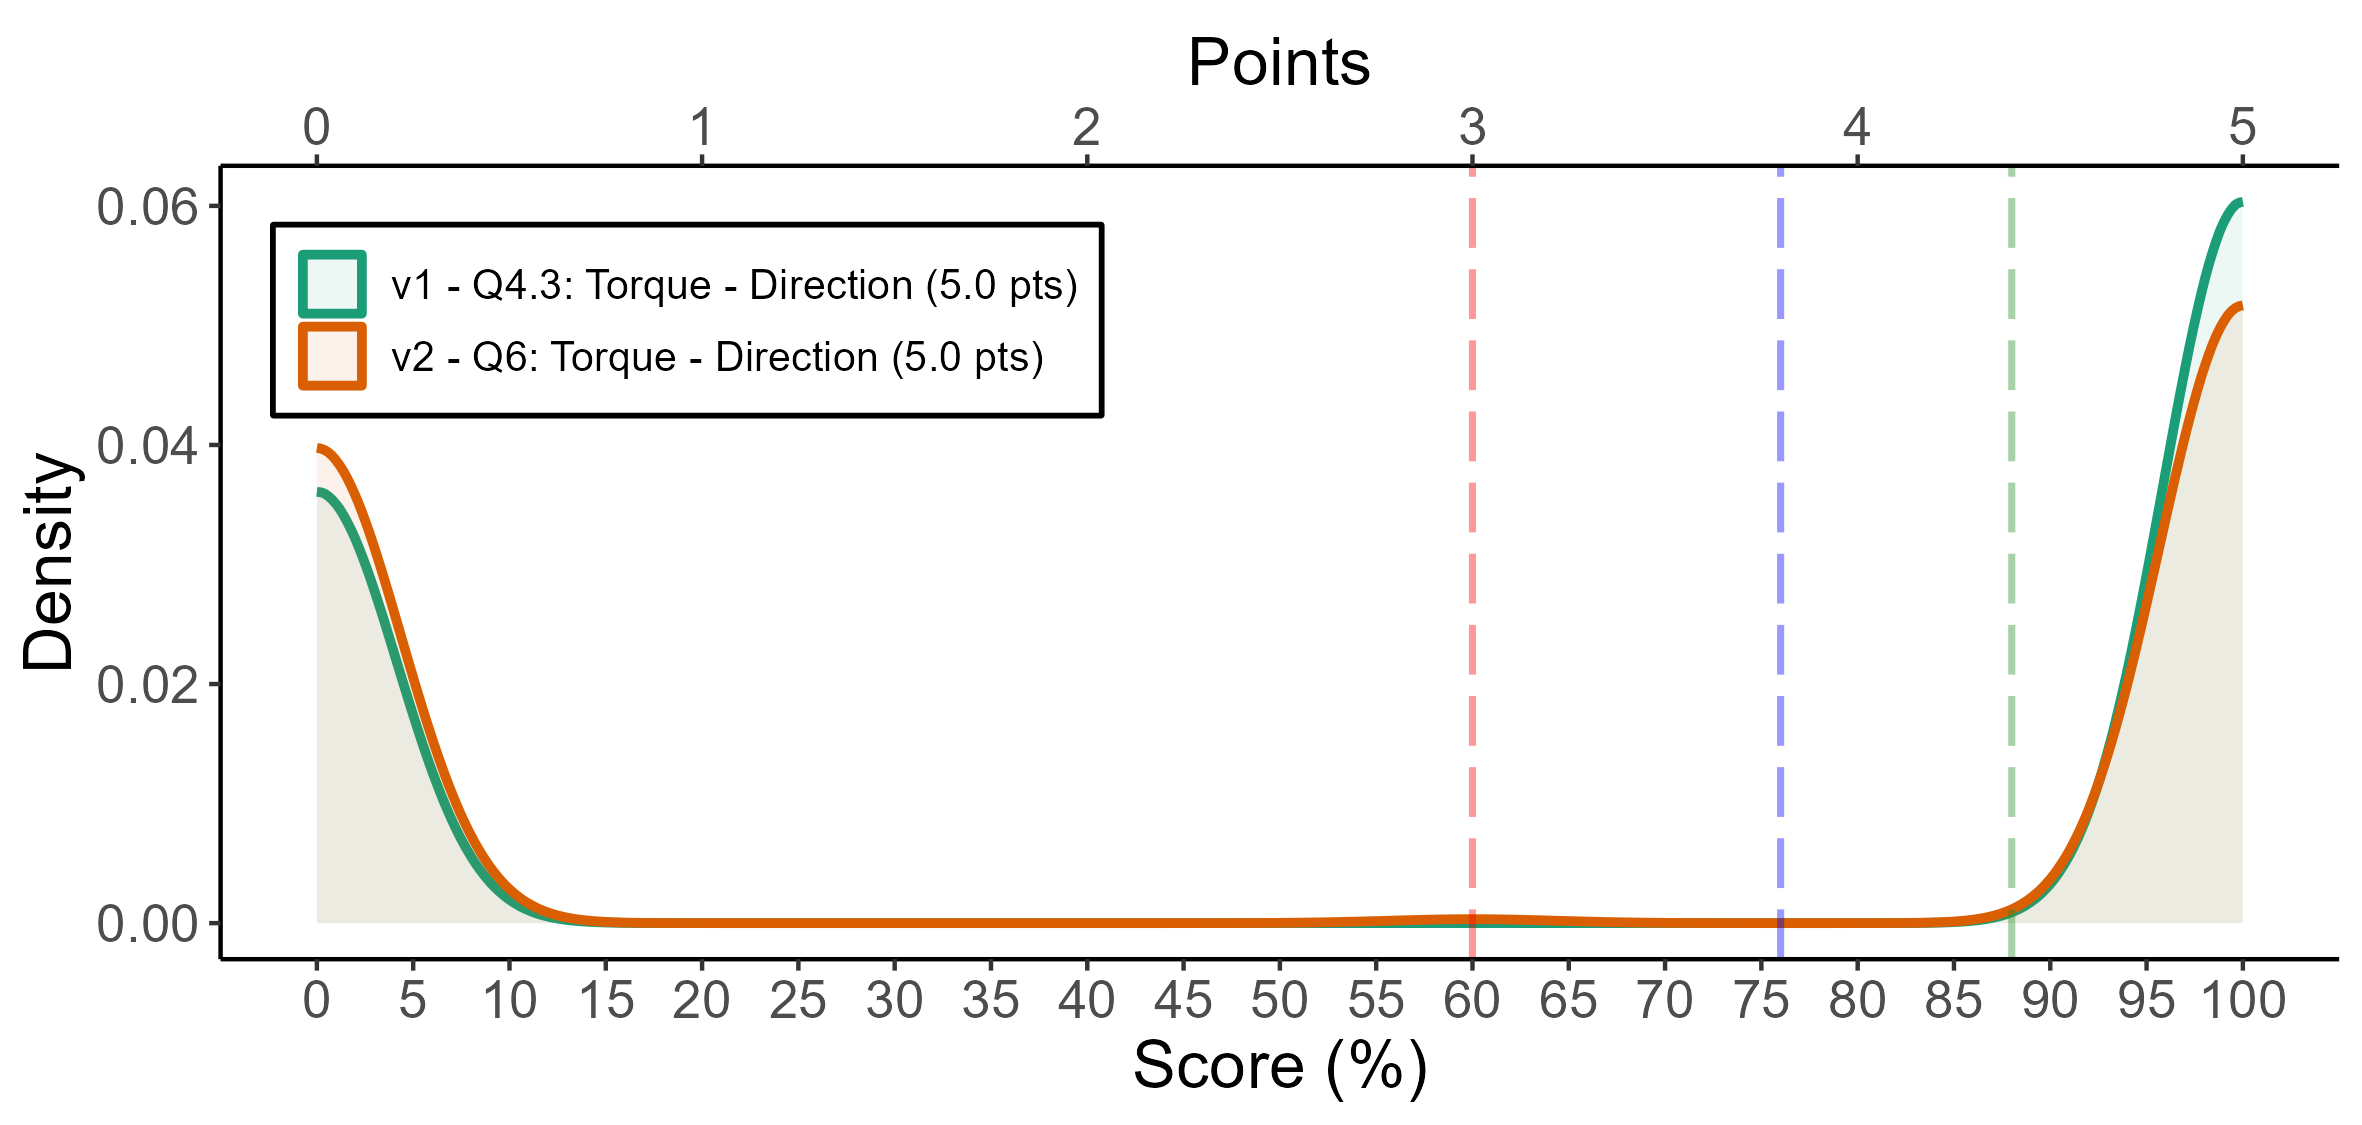 Points
0 1 2 3 4 5
0.06
v1 - Q4.3: Torque - Direction (5.0 pts)
v2 - Q6: Torque - Direction (5.0 pts)
0.04
Density
0.02
0.00
0 5 10 15 20 25 30 35 40 45 50 55 60 65 70 75 80 85 90 95 100
Score (%)